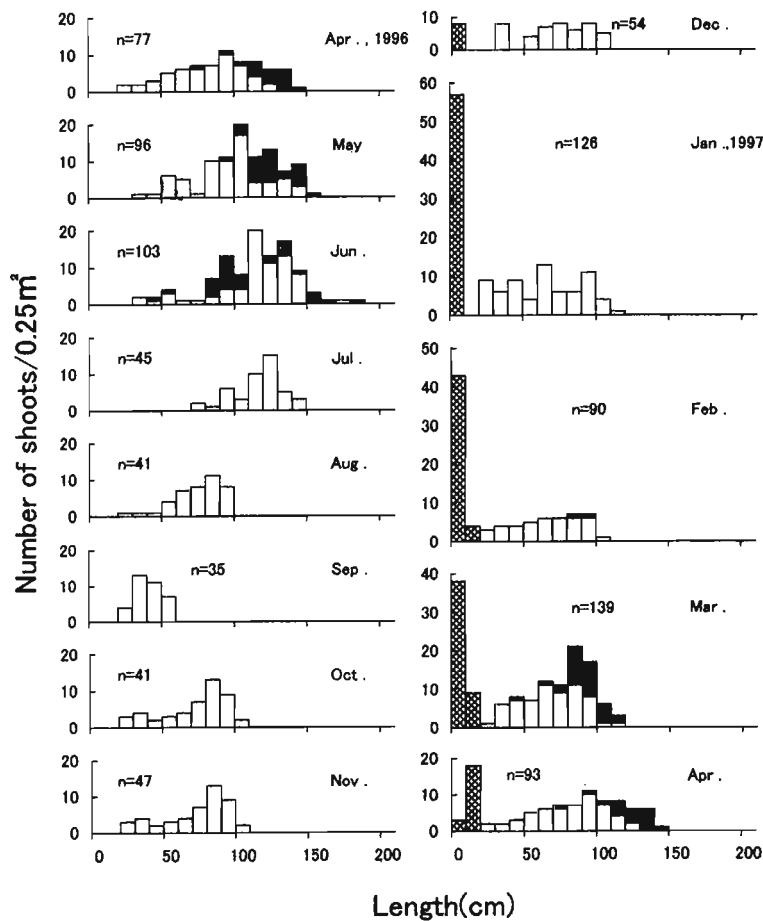 Number of shoots/0.25m²
20
10
0
n=77
Apr . , 1996
20
10
0
n=96
May
20
10
0
n=103
Jun .
20
10
0
n=45
Jul .
20
10
0
n=41
Aug .
20
10
0
n=35
Sep .
20
10
0
n=41
Oct .
20
10
0
n=47
Nov .
0 50 100 150 200
10
0
n=54
Dec .
60
50
40
30
20
10
0
n=126
Jan .,1997
50
40
30
20
10
0
n=90
Feb .
40
30
20
10
0
n=139
Mar .
20
10
0
n=93
Apr .
0 50 100 150 200
Length(cm)